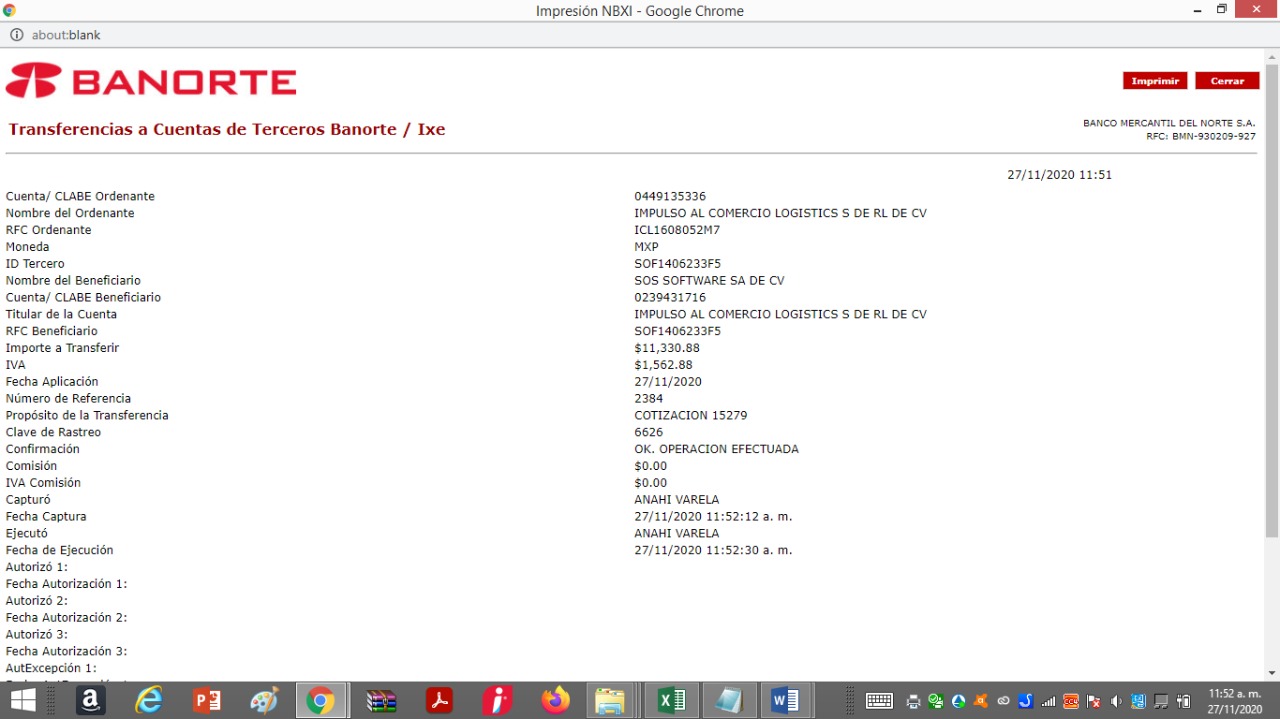 Impresión NBXI - Google Chrome
about:blank
BANORTE
Imprimir Cerrar
Transferencias a Cuentas de Terceros Banorte / Ixe
BANCO MERCANTIL DEL NORTE S.A.
RFC: BMN-930209-927
27/11/2020 11:51
Cuenta/ CLABE Ordenante 0449135336
Nombre del Ordenante IMPULSO AL COMERCIO LOGISTICS S DE RL DE CV
RFC Ordenante ICL1608052M7
Moneda MXP
ID Tercero SOF1406233F5
Nombre del Beneficiario SOS SOFTWARE SA DE CV
Cuenta/ CLABE Beneficiario 0239431716
Titular de la Cuenta IMPULSO AL COMERCIO LOGISTICS S DE RL DE CV
RFC Beneficiario SOF1406233F5
Importe a Transferir $11,330.88
IVA $1,562.88
Fecha Aplicación 27/11/2020
Número de Referencia 2384
Propósito de la Transferencia COTIZACION 15279
Clave de Rastreo 6626
Confirmación OK. OPERACION EFECTUADA
Comisión $0.00
IVA Comisión $0.00
Capturó ANAHI VARELA
Fecha Captura 27/11/2020 11:52:12 a. m.
Ejecutó ANAHI VARELA
Fecha de Ejecución 27/11/2020 11:52:30 a. m.
Autorizó 1:
Fecha Autorización 1:
Autorizó 2:
Fecha Autorización 2:
Autorizó 3:
Fecha Autorización 3:
AutExcepción 1:
11:52 a. m.
27/11/2020